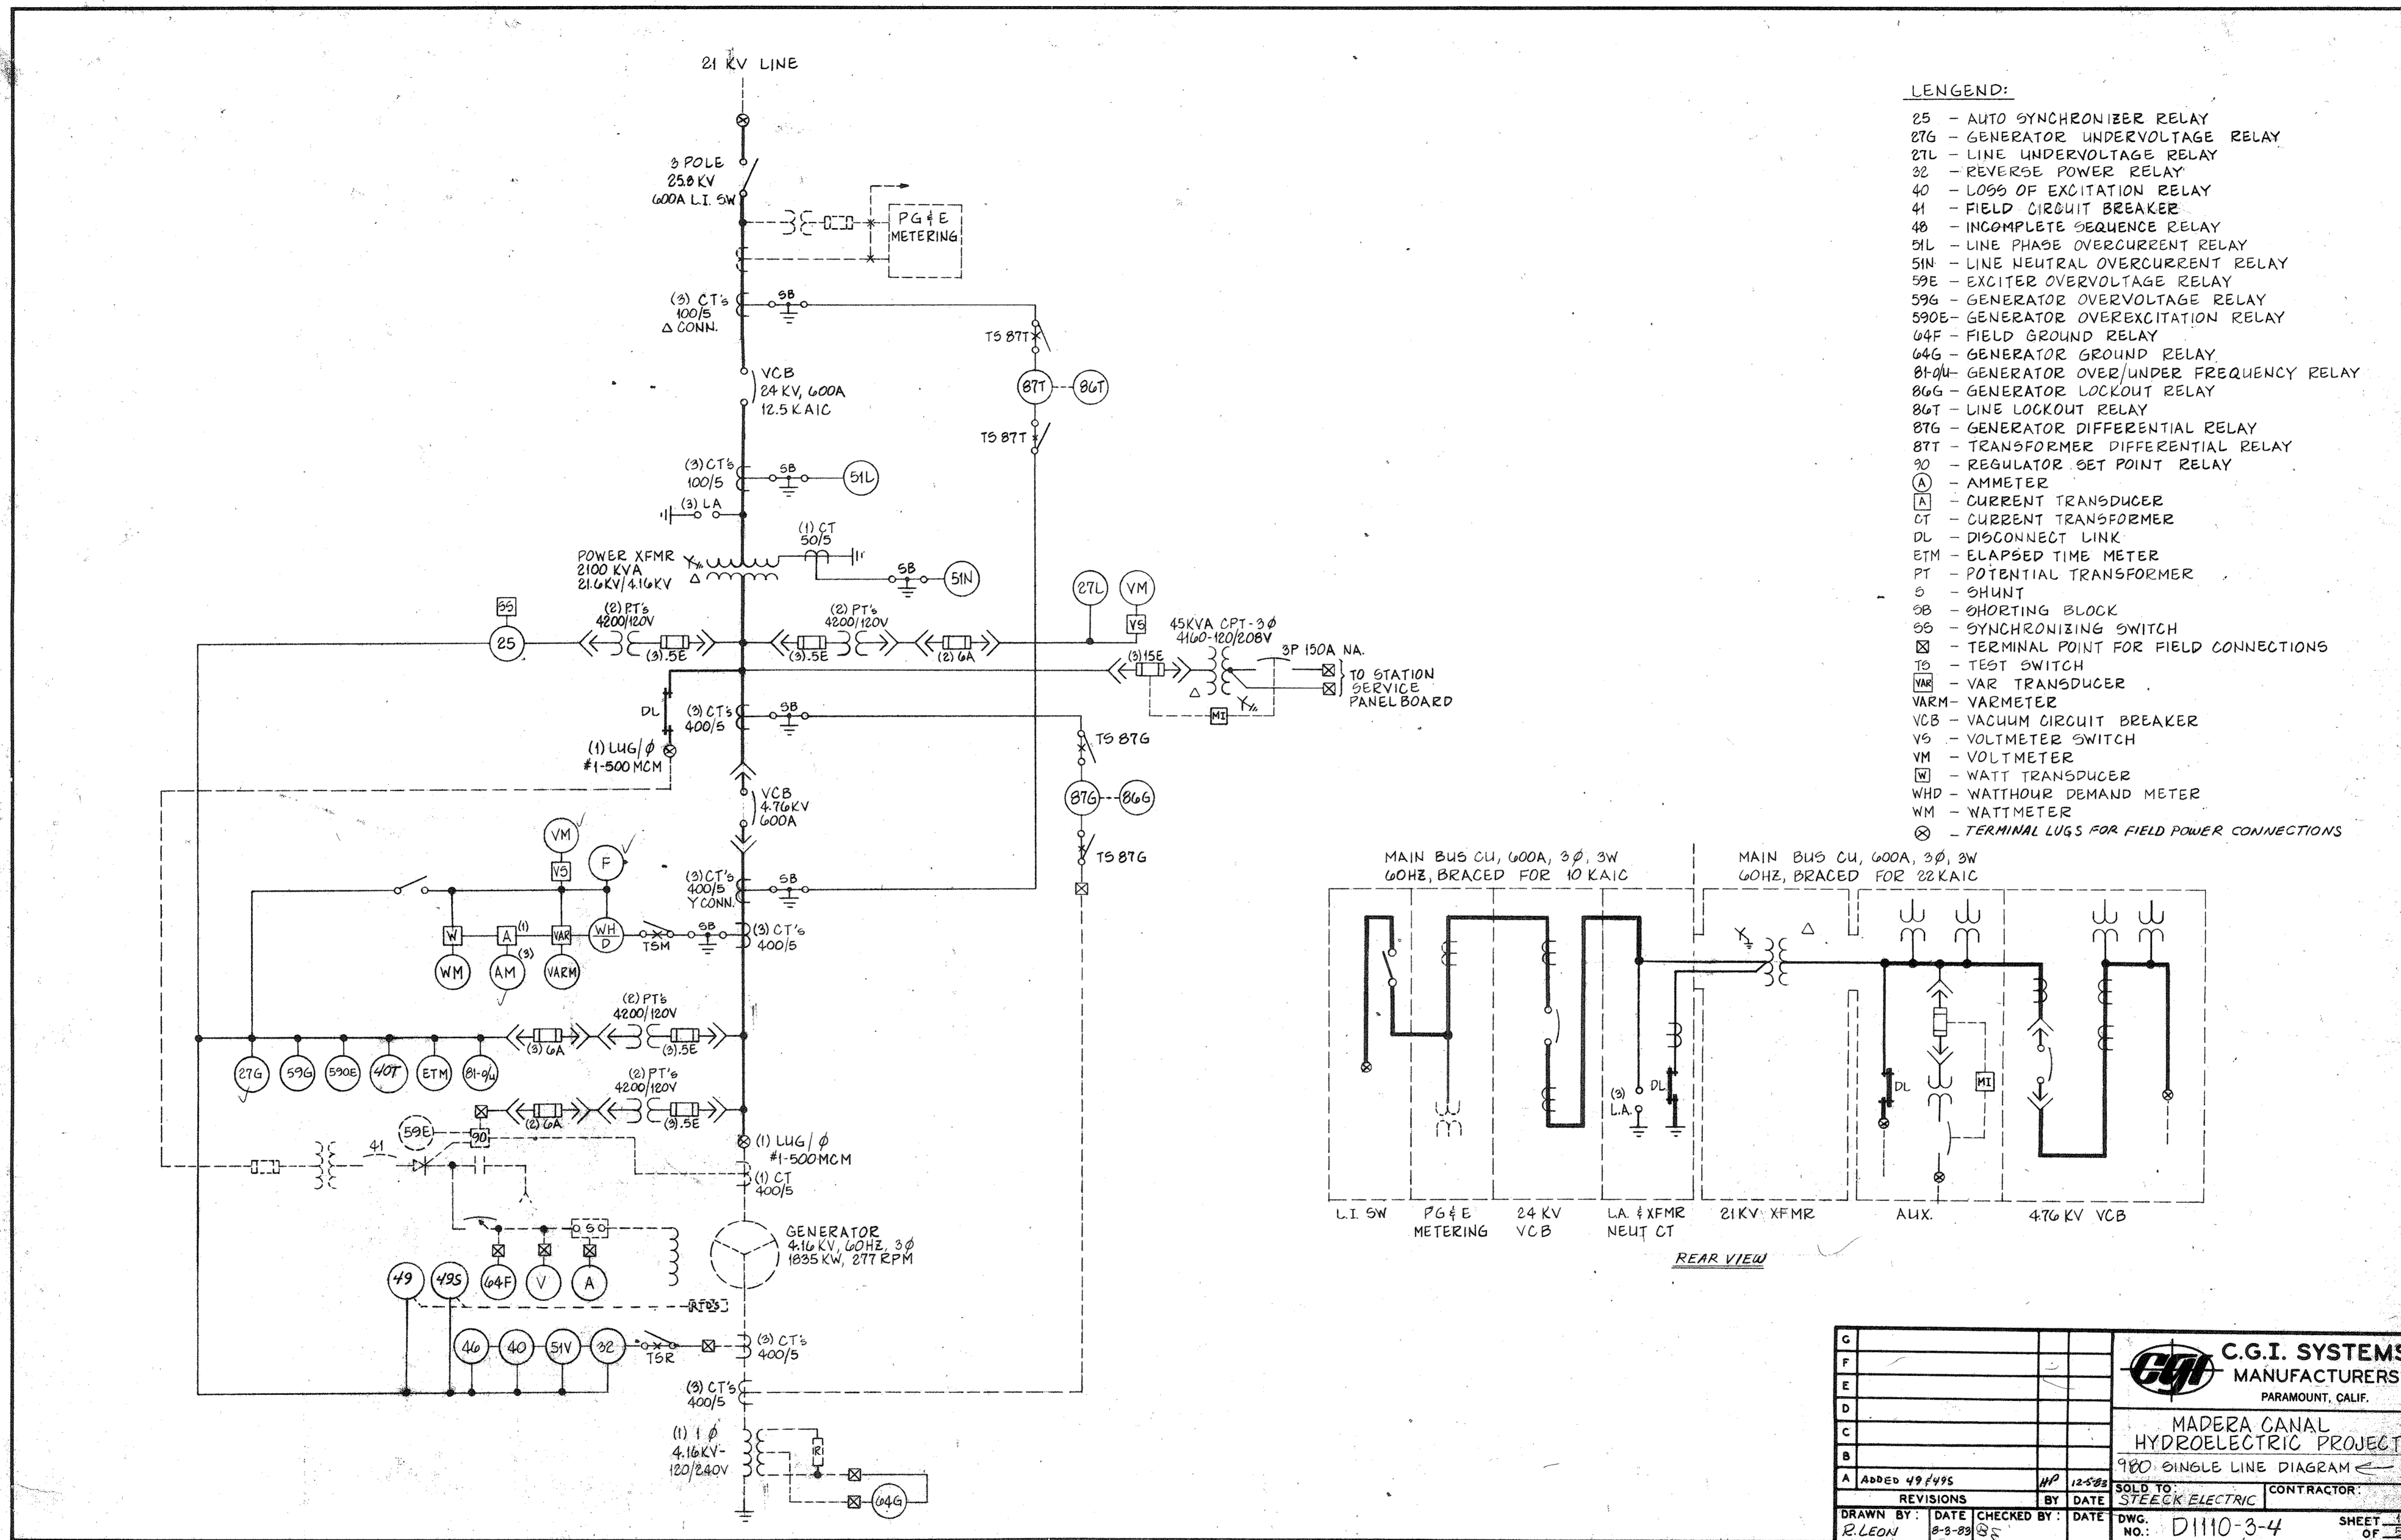 21 KV LINE
3 POLE
25.8 KV
600A L.I. SW
PG&E
METERING
(3) CT's
100/5
Δ CONN.
SB
TS 87T
87T
86T
VCB
24 KV, 600A
12.5 KAIC
TS 87T
(3) CT's
100/5
SB
51L
(3) LA
(1) CT
50/5
POWER XFMR
2100 KVA
21.6KV/4.16KV
Δ
SB
51N
SS
25
(2) PT's
4200/120V
(3).5E
(2) PT's
4200/120V
(3).5E
(2) 6A
27L
VM
VS
45KVA CPT-3Ø
4160-120/208V
(3) 15E
3P 150A NA.
TO STATION
SERVICE
PANELBOARD
Δ
MI
DL
(3) CT's
400/5
SB
(1) LUG/Ø
#1-500 MCM
TS 87G
87G
86G
TS 87G
VCB
4.76KV
600A
VM
VS
F
(3) CT's
400/5
Y CONN.
SB
W
A
(1)
VAR
WH
D
TSM
SB
(3) CT's
400/5
WM
AM
(3)
VARM
(2) PT's
4200/120V
(3) 6A
(3).5E
27G
59G
590E
40T
ETM
81-O/U
(2) PT's
4200/120V
(2) 6A
(3).5E
59E
90
41
(1) LUG/Ø
#1-500 MCM
(1) CT
400/5
S
GENERATOR
4.16 KV, 60HZ, 3Ø
1835 KW, 277 RPM
49
49S
64F
V
A
RTD'S
46
40
51V
32
TSR
(3) CT's
400/5
(3) CT's
400/5
(1) 1 Ø
4.16KV-
120/240V
R
64G
LENGEND:
25 - AUTO SYNCHRONIZER RELAY
27G - GENERATOR UNDERVOLTAGE RELAY
27L - LINE UNDERVOLTAGE RELAY
32 - REVERSE POWER RELAY
40 - LOSS OF EXCITATION RELAY
41 - FIELD CIRCUIT BREAKER
48 - INCOMPLETE SEQUENCE RELAY
51L - LINE PHASE OVERCURRENT RELAY
51N - LINE NEUTRAL OVERCURRENT RELAY
59E - EXCITER OVERVOLTAGE RELAY
59G - GENERATOR OVERVOLTAGE RELAY
590E- GENERATOR OVEREXCITATION RELAY
64F - FIELD GROUND RELAY
64G - GENERATOR GROUND RELAY
81-O/U- GENERATOR OVER/UNDER FREQUENCY RELAY
86G - GENERATOR LOCKOUT RELAY
86T - LINE LOCKOUT RELAY
87G - GENERATOR DIFFERENTIAL RELAY
87T - TRANSFORMER DIFFERENTIAL RELAY
90 - REGULATOR SET POINT RELAY
A - AMMETER
A - CURRENT TRANSDUCER
CT - CURRENT TRANSFORMER
DL - DISCONNECT LINK
ETM - ELAPSED TIME METER
PT - POTENTIAL TRANSFORMER
S - SHUNT
SB - SHORTING BLOCK
SS - SYNCHRONIZING SWITCH
- TERMINAL POINT FOR FIELD CONNECTIONS
TS - TEST SWITCH
VAR - VAR TRANSDUCER
VARM- VARMETER
VCB - VACUUM CIRCUIT BREAKER
VS - VOLTMETER SWITCH
VM - VOLTMETER
W - WATT TRANSDUCER
WHD - WATTHOUR DEMAND METER
WM - WATTMETER
- TERMINAL LUGS FOR FIELD POWER CONNECTIONS
MAIN BUS CU, 600A, 3Ø, 3W
60HZ, BRACED FOR 10 KAIC
MAIN BUS CU, 600A, 3Ø, 3W
60HZ, BRACED FOR 22 KAIC
Δ
(3)
L.A.
DL
DL
MI
L.I. SW
PG&E
METERING
24 KV
VCB
L.A. & XFMR
NEUT CT
21KV XFMR
AUX.
4.76 KV VCB
REAR VIEW
G
F
E
D
C
B
A ADDED 49 & 49S HP 12-5-83
REVISIONS BY DATE
DRAWN BY: DATE CHECKED BY: DATE
R. LEON 8-3-83
CGI
C.G.I. SYSTEMS
MANUFACTURERS
PARAMOUNT, CALIF.
MADERA CANAL
HYDROELECTRIC PROJECT
980 SINGLE LINE DIAGRAM
SOLD TO: CONTRACTOR:
STEECK ELECTRIC
DWG. NO.: D1110-3-4
SHEET
OF